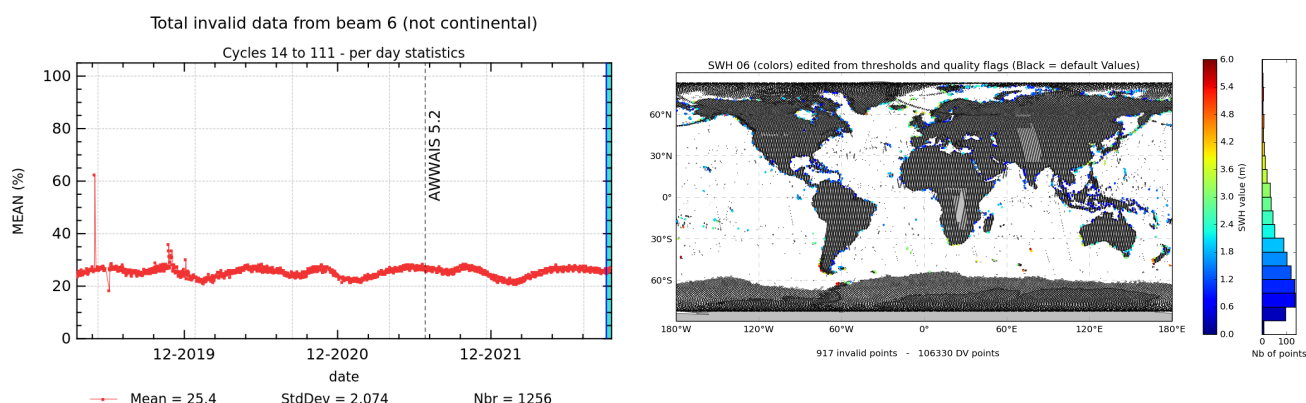 Total invalid data from beam 6 (not continental)
Cycles 14 to 111 - per day statistics
MEAN (%)
100
80
60
40
20
0
AWWAIS 5.2
12-2019 12-2020 12-2021
date
Mean = 25.4 StdDev = 2.074 Nbr = 1256
SWH 06 (colors) edited from thresholds and quality flags (Black = default Values)
60°N
30°N
0°
30°S
60°S
180°W 120°W 60°W 0° 60°E 120°E 180°E
917 invalid points - 106330 DV points
6.0
5.4
4.8
4.2
3.6
3.0
2.4
1.8
1.2
0.6
0.0
SWH value (m)
0 100
Nb of points